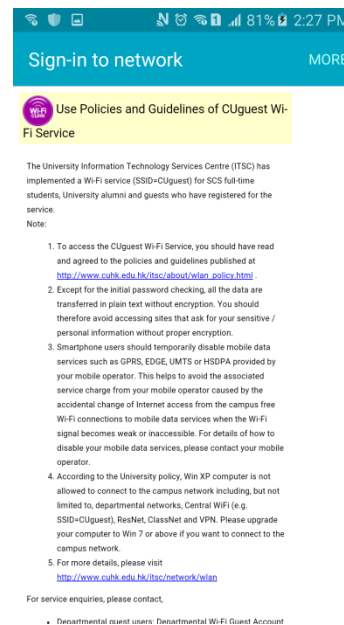 81% 2:27 PM
Sign-in to network MORE
Wi-Fi
CUHK
Use Policies and Guidelines of CUguest Wi-
Fi Service
The University Information Technology Services Centre (ITSC) has
implemented a Wi-Fi service (SSID=CUguest) for SCS full-time
students, University alumni and guests who have registered for the
service.
Note:
1. To access the CUguest Wi-Fi Service, you should have read
and agreed to the policies and guidelines published at
http://www.cuhk.edu.hk/itsc/about/wlan_policy.html .
2. Except for the initial password checking, all the data are
transferred in plain text without encryption. You should
therefore avoid accessing sites that ask for your sensitive /
personal information without proper encryption.
3. Smartphone users should temporarily disable mobile data
services such as GPRS, EDGE, UMTS or HSDPA provided by
your mobile operator. This helps to avoid the associated
service charge from your mobile operator caused by the
accidental change of Internet access from the campus free
Wi-Fi connections to mobile data services when the Wi-Fi
signal becomes weak or inaccessible. For details of how to
disable your mobile data services, please contact your mobile
operator.
4. According to the University policy, Win XP computer is not
allowed to connect to the campus network including, but not
limited to, departmental networks, Central WiFi (e.g.
SSID=CUguest), ResNet, ClassNet and VPN. Please upgrade
your computer to Win 7 or above if you want to connect to the
campus network.
5. For more details, please visit
http://www.cuhk.edu.hk/itsc/network/wlan
For service enquiries, please contact,
• Departmental guest users: Departmental Wi-Fi Guest Account